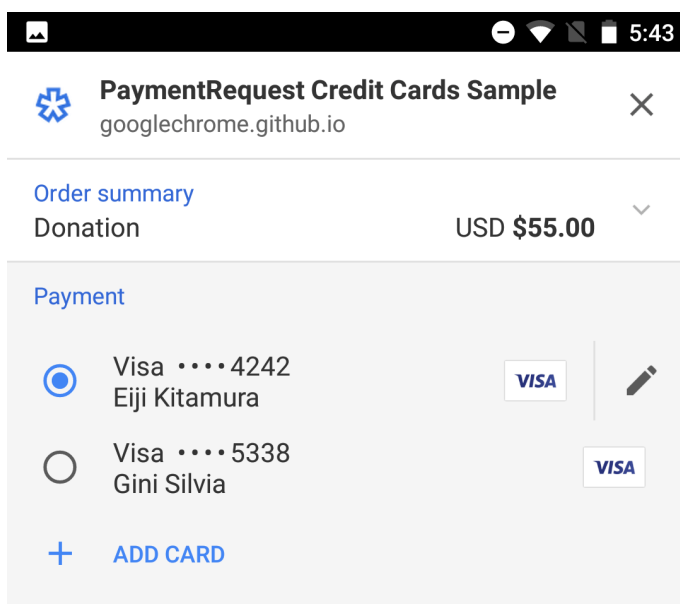 5:43
PaymentRequest Credit Cards Sample
googlechrome.github.io
Order summary
Donation USD $55.00
Payment
Visa ····4242 VISA
Eiji Kitamura
Visa ····5338 VISA
Gini Silvia
+ ADD CARD